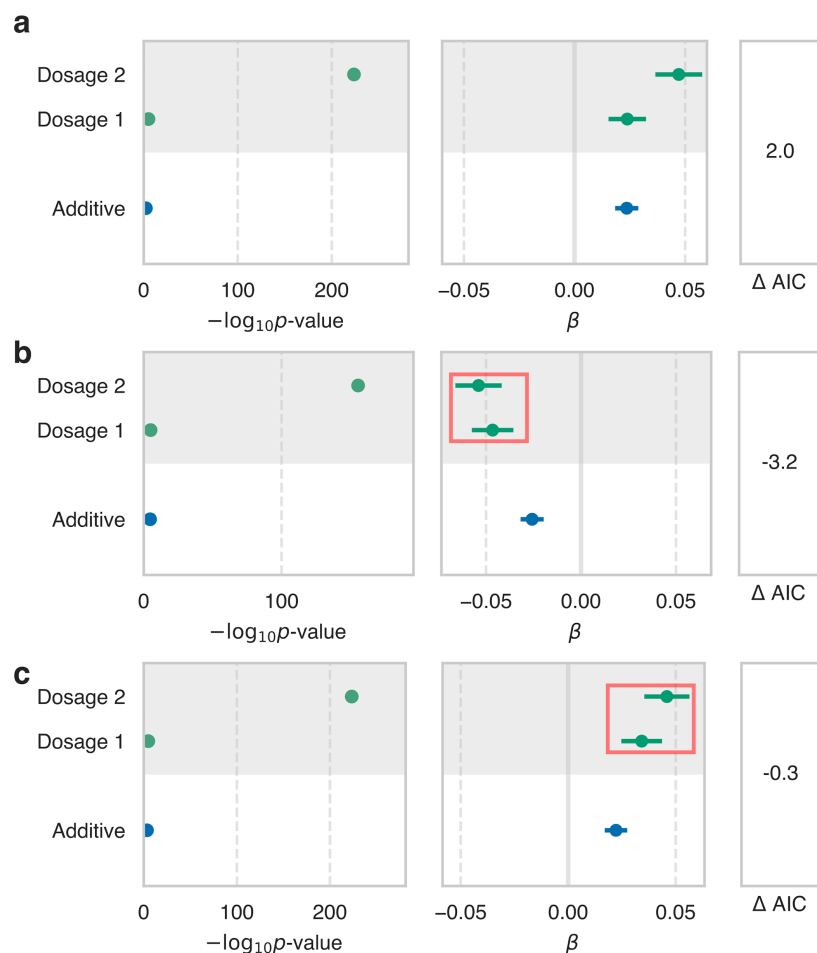 a
Dosage 2
Dosage 1
Additive
2.0
0 100 200 −0.05 0.00 0.05 Δ AIC
−log₁₀p-value β
b
Dosage 2
Dosage 1
-3.2
Additive
0 100 −0.05 0.00 0.05 Δ AIC
−log₁₀p-value β
c
Dosage 2
Dosage 1
-0.3
Additive
0 100 200 −0.05 0.00 0.05 Δ AIC
−log₁₀p-value β